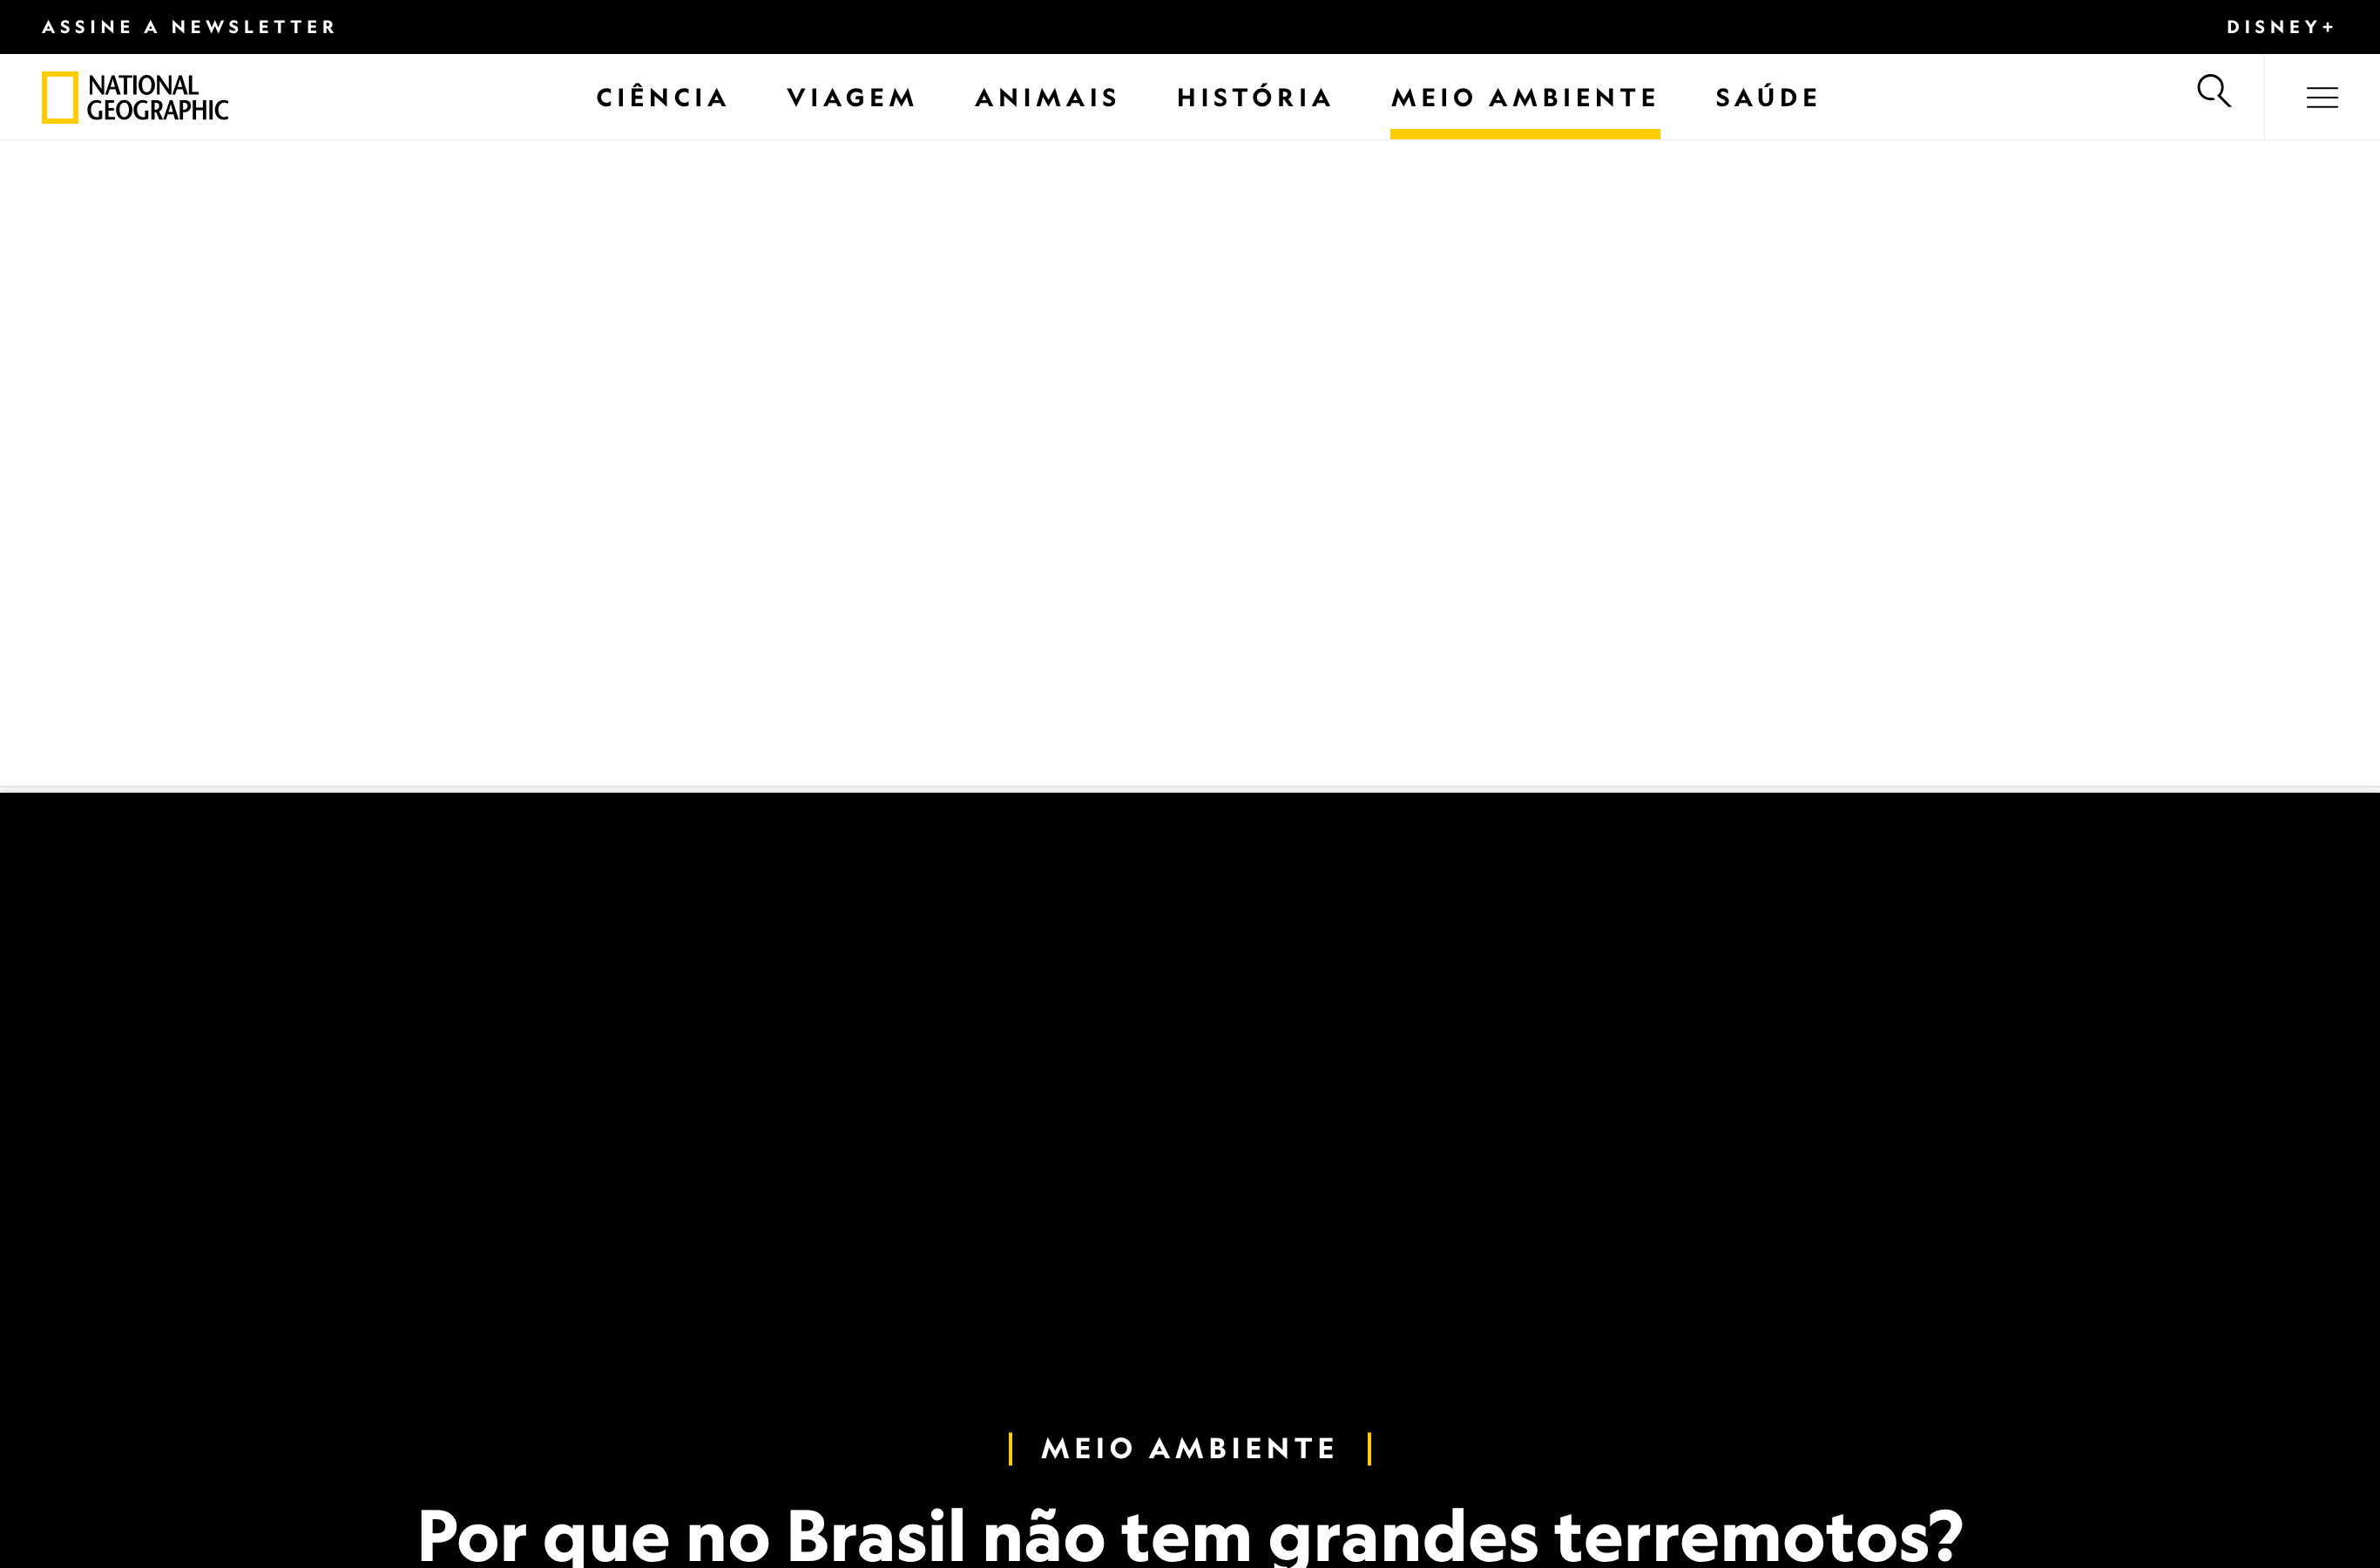 ASSINE A NEWSLETTER
DISNEY+
NATIONAL
GEOGRAPHIC
CIÊNCIA
VIAGEM
ANIMAIS
HISTÓRIA
MEIO AMBIENTE
SAÚDE
MEIO AMBIENTE
Por que no Brasil não tem grandes terremotos?